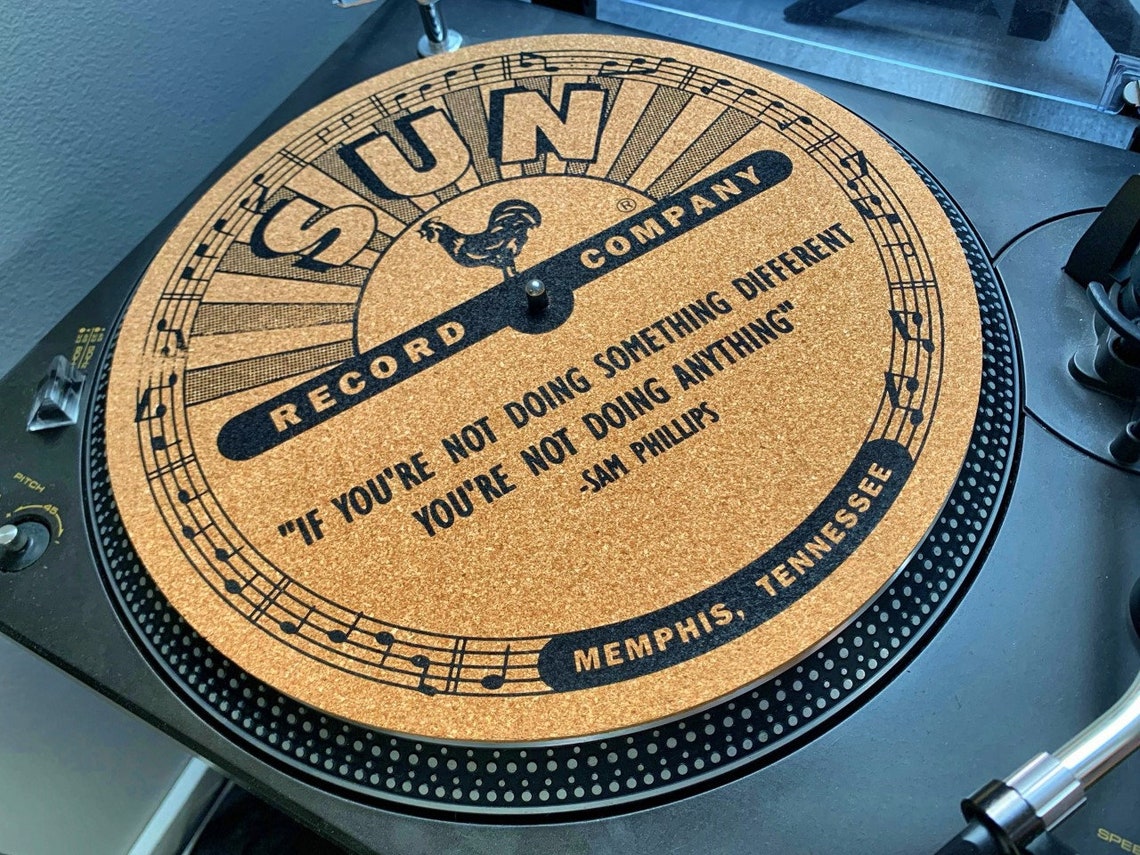 SUN
®
RECORD COMPANY
"IF YOU'RE NOT DOING SOMETHING DIFFERENT
YOU'RE NOT DOING ANYTHING"
-SAM PHILLIPS
MEMPHIS, TENNESSEE
PITCH
45